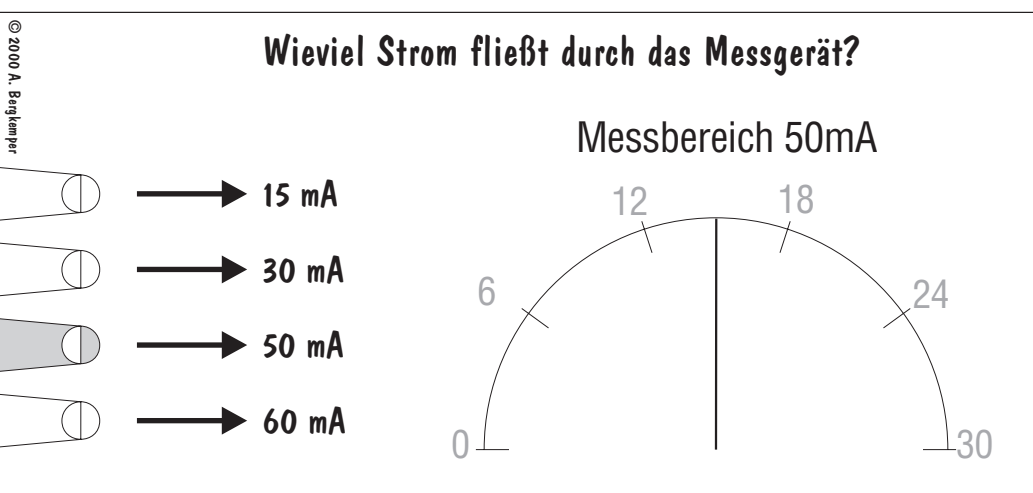 © 2000 A. Bergkemper
Wieviel Strom fließt durch das Messgerät?
Messbereich 50mA
15 mA
30 mA
50 mA
60 mA
0
6
12
18
24
30